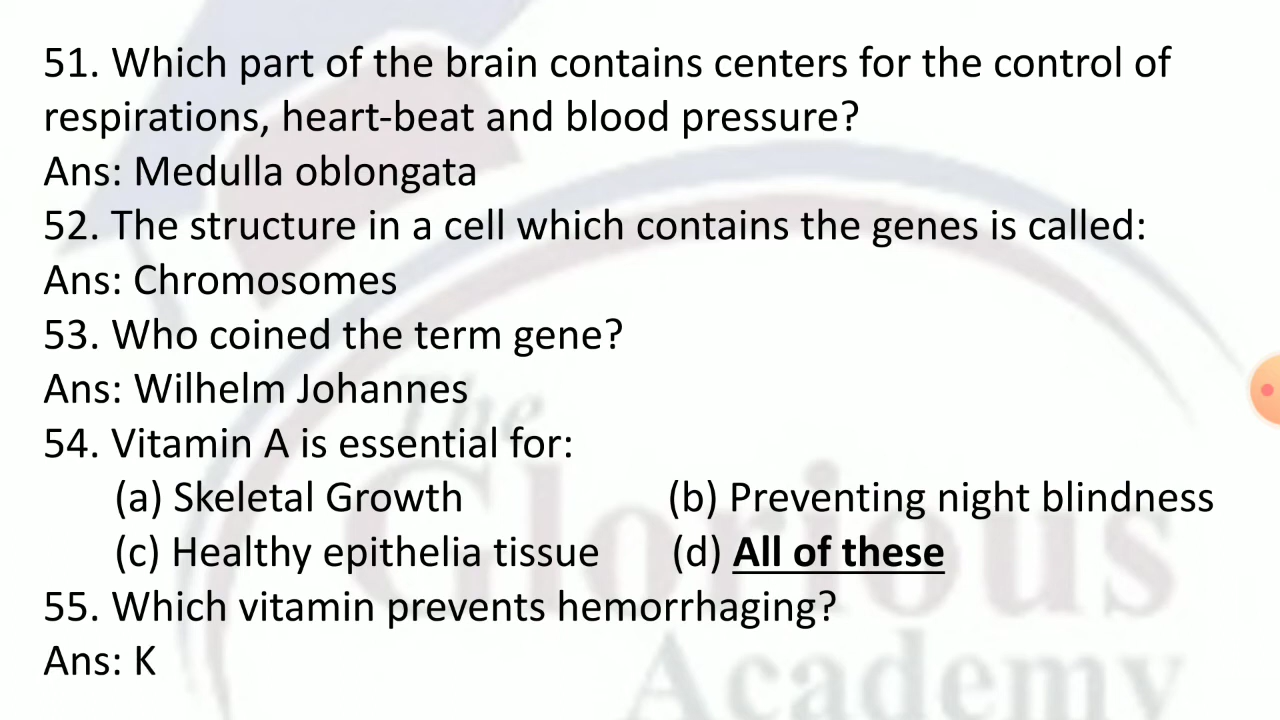 51. Which part of the brain contains centers for the control of
respirations, heart-beat and blood pressure?
Ans: Medulla oblongata
52. The structure in a cell which contains the genes is called:
Ans: Chromosomes
53. Who coined the term gene?
Ans: Wilhelm Johannes
54. Vitamin A is essential for:
(a) Skeletal Growth (b) Preventing night blindness
(c) Healthy epithelia tissue (d) All of these
55. Which vitamin prevents hemorrhaging?
Ans: K
The
Glorious
Academy